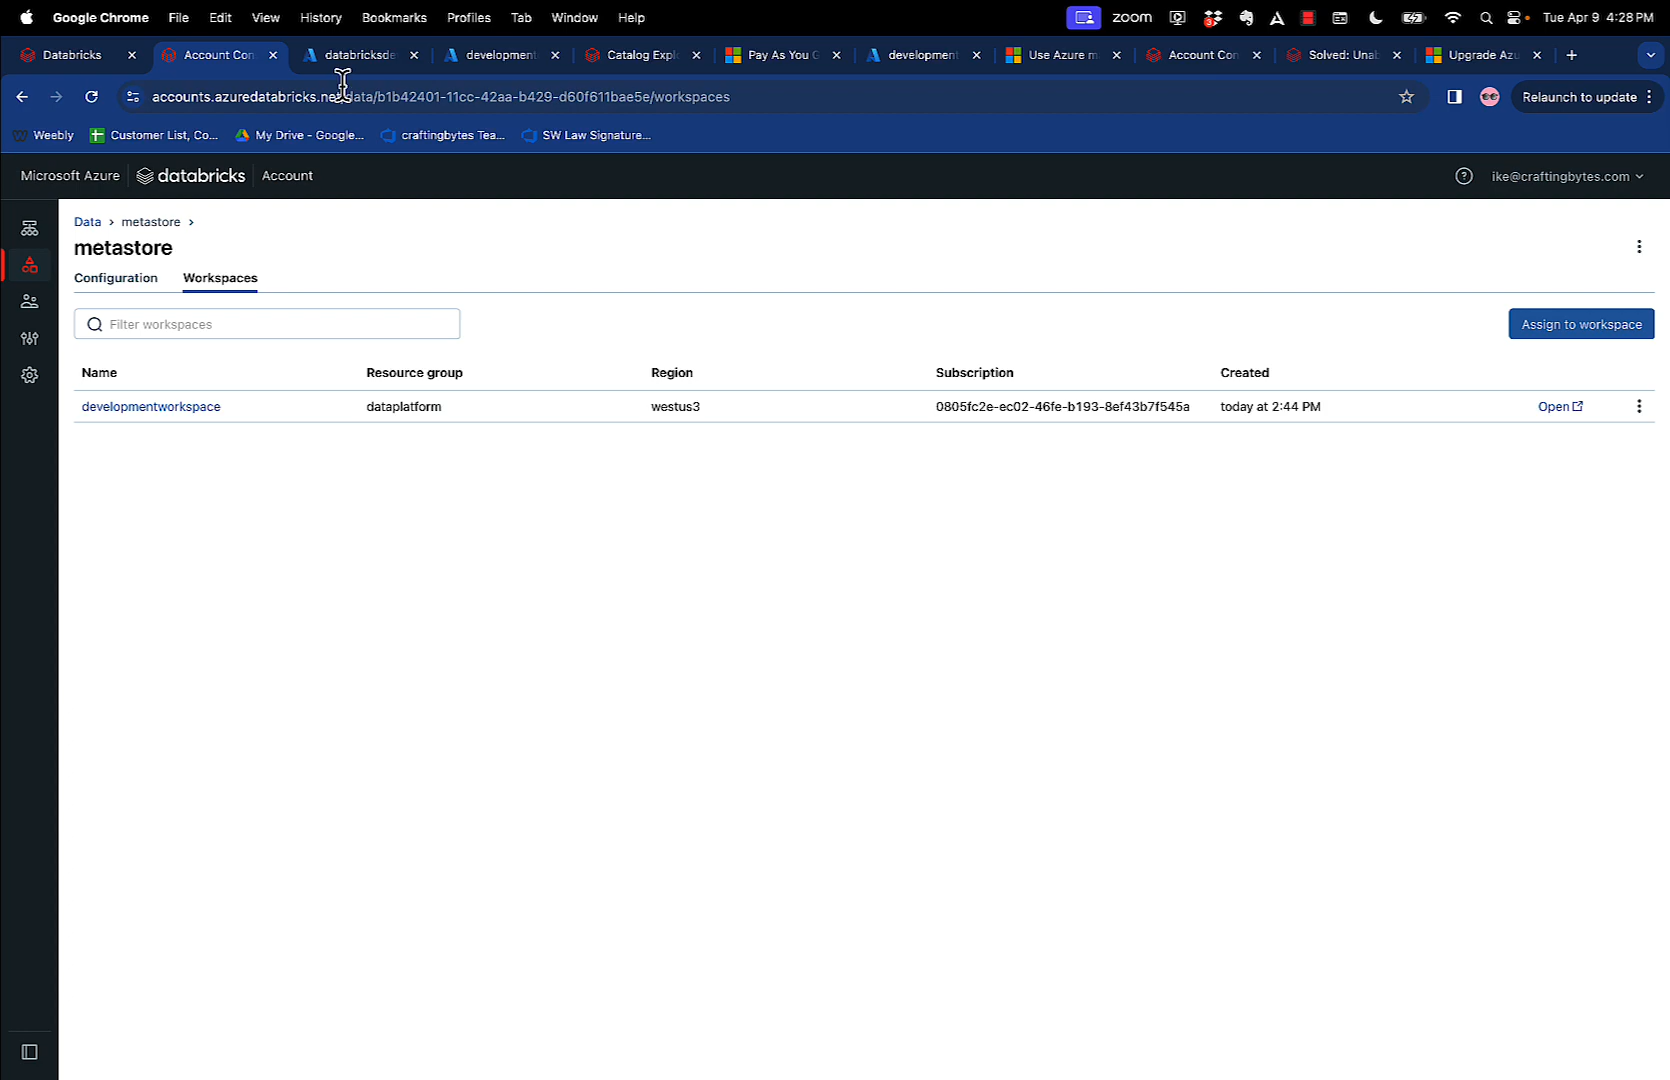 Google Chrome File Edit View History Bookmarks Profiles Tab Window Help zoom 3 Tue Apr 9 4:28 PM
Databricks Account Con databricksde development Catalog Explo Pay As You G development Use Azure m Account Con Solved: Unab Upgrade Azu
accounts.azuredatabricks.net/data/b1b42401-11cc-42aa-b429-d60f611bae5e/workspaces Relaunch to update
Weebly Customer List, Co... My Drive - Google... craftingbytes Tea... SW Law Signature...
Microsoft Azure databricks Account ike@craftingbytes.com
Data > metastore >
metastore
Configuration Workspaces
Filter workspaces Assign to workspace
Name Resource group Region Subscription Created
developmentworkspace dataplatform westus3 0805fc2e-ec02-46fe-b193-8ef43b7f545a today at 2:44 PM Open